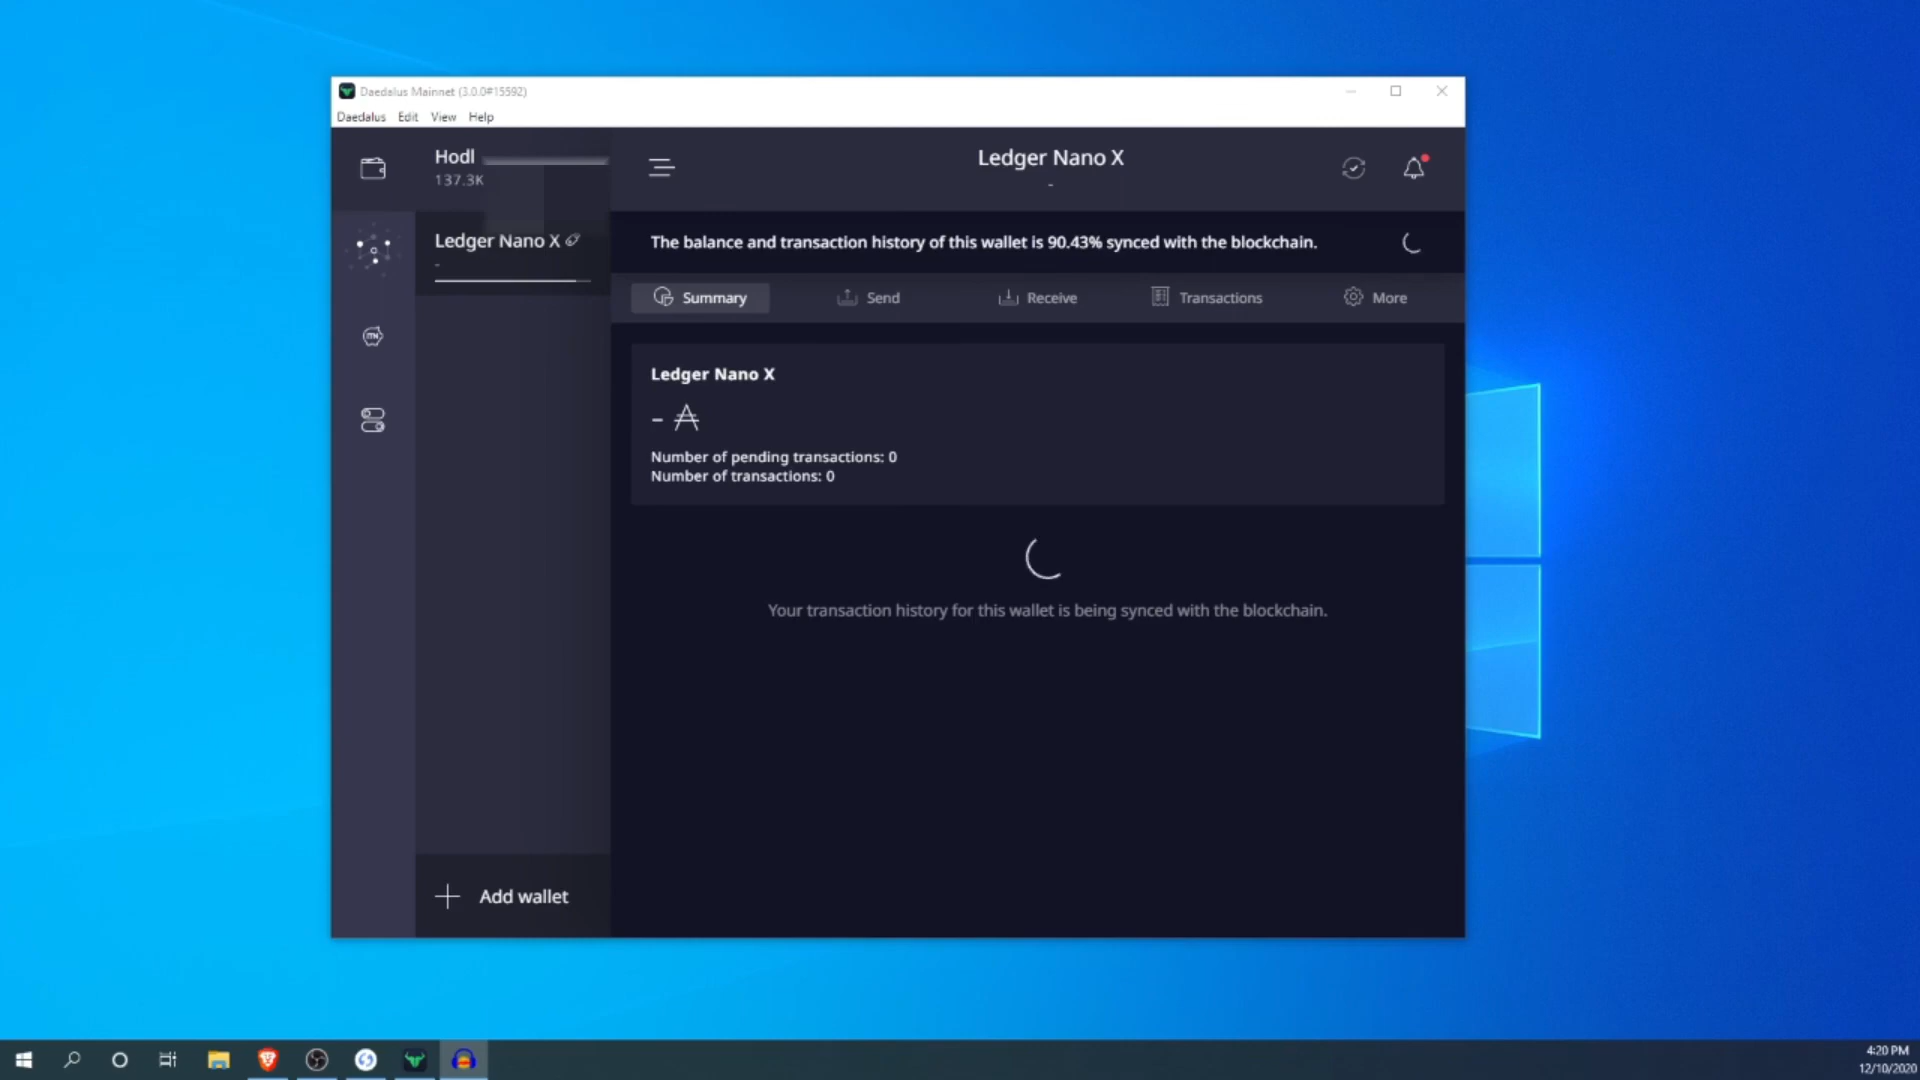 Daedalus Mainnet (3.0.0#15592)
Daedalus Edit View Help
Hodl
137.3K
Ledger Nano X
-
Ledger Nano X
-
The balance and transaction history of this wallet is 90.43% synced with the blockchain.
Summary Send Receive Transactions More
ITN
Ledger Nano X
- ₳
Number of pending transactions: 0
Number of transactions: 0
Your transaction history for this wallet is being synced with the blockchain.
Add wallet
4:20 PM
12/10/2020